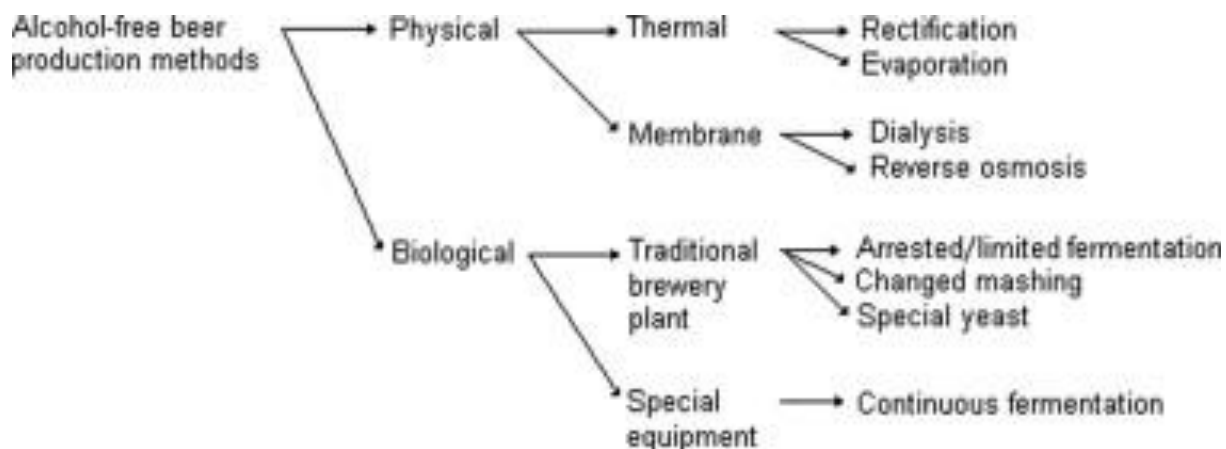 Alcohol-free beer
production methods
Physical
Thermal
Rectification
Evaporation
Membrane
Dialysis
Reverse osmosis
Biological
Traditional
brewery
plant
Arrested/limited fermentation
Changed mashing
Special yeast
Special
equipment
Continuous fermentation